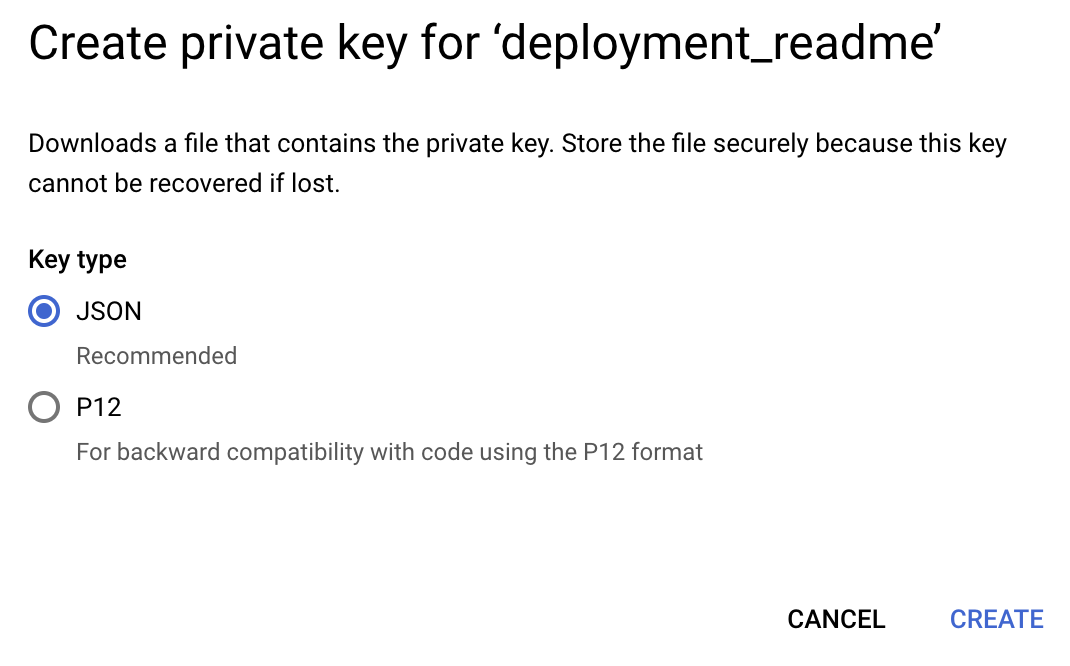 Create private key for ‘deployment_readme’
Downloads a file that contains the private key. Store the file securely because this key
cannot be recovered if lost.
Key type
JSON
Recommended
P12
For backward compatibility with code using the P12 format
CANCEL CREATE